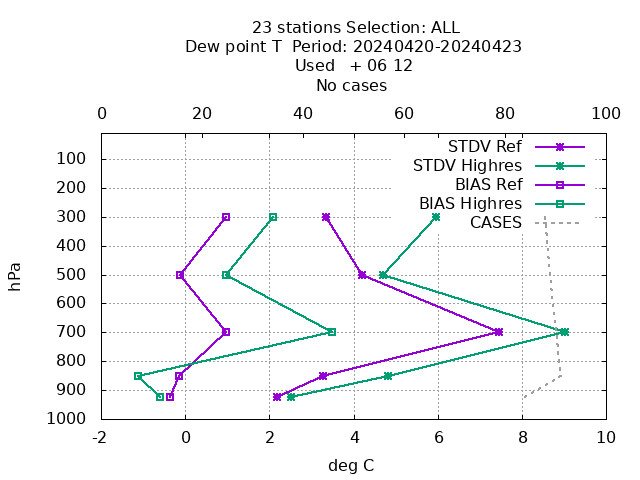 23 stations Selection: ALL
Dew point T  Period: 20240420-20240423
Used   + 06 12
No cases
0 20 40 60 80 100
STDV Ref
STDV Highres
BIAS Ref
BIAS Highres
CASES
100
200
300
400
500
600
700
800
900
1000
hPa
-2 0 2 4 6 8 10
deg C